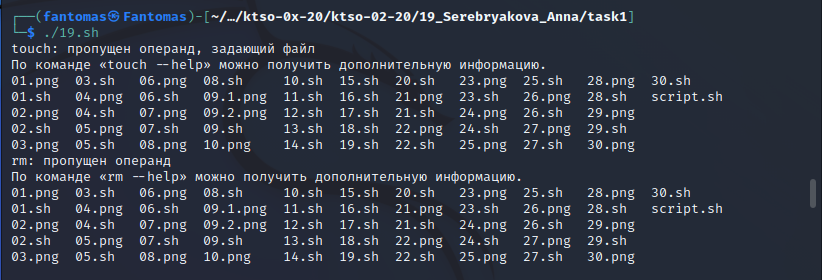 ┌──(fantomas㉿Fantomas)-[~/…/ktso-0x-20/ktso-02-20/19_Serebryakova_Anna/task1]
└─$ ./19.sh
touch: пропущен операнд, задающий файл
По команде «touch --help» можно получить дополнительную информацию.
01.png 03.sh 06.png 08.sh 10.sh 15.sh 20.sh 23.png 25.sh 28.png 30.sh
01.sh 04.png 06.sh 09.1.png 11.sh 16.sh 21.png 23.sh 26.png 28.sh script.sh
02.png 04.sh 07.png 09.2.png 12.sh 17.sh 21.sh 24.png 26.sh 29.png
02.sh 05.png 07.sh 09.sh 13.sh 18.sh 22.png 24.sh 27.png 29.sh
03.png 05.sh 08.png 10.png 14.sh 19.sh 22.sh 25.png 27.sh 30.png
rm: пропущен операнд
По команде «rm --help» можно получить дополнительную информацию.
01.png 03.sh 06.png 08.sh 10.sh 15.sh 20.sh 23.png 25.sh 28.png 30.sh
01.sh 04.png 06.sh 09.1.png 11.sh 16.sh 21.png 23.sh 26.png 28.sh script.sh
02.png 04.sh 07.png 09.2.png 12.sh 17.sh 21.sh 24.png 26.sh 29.png
02.sh 05.png 07.sh 09.sh 13.sh 18.sh 22.png 24.sh 27.png 29.sh
03.png 05.sh 08.png 10.png 14.sh 19.sh 22.sh 25.png 27.sh 30.png